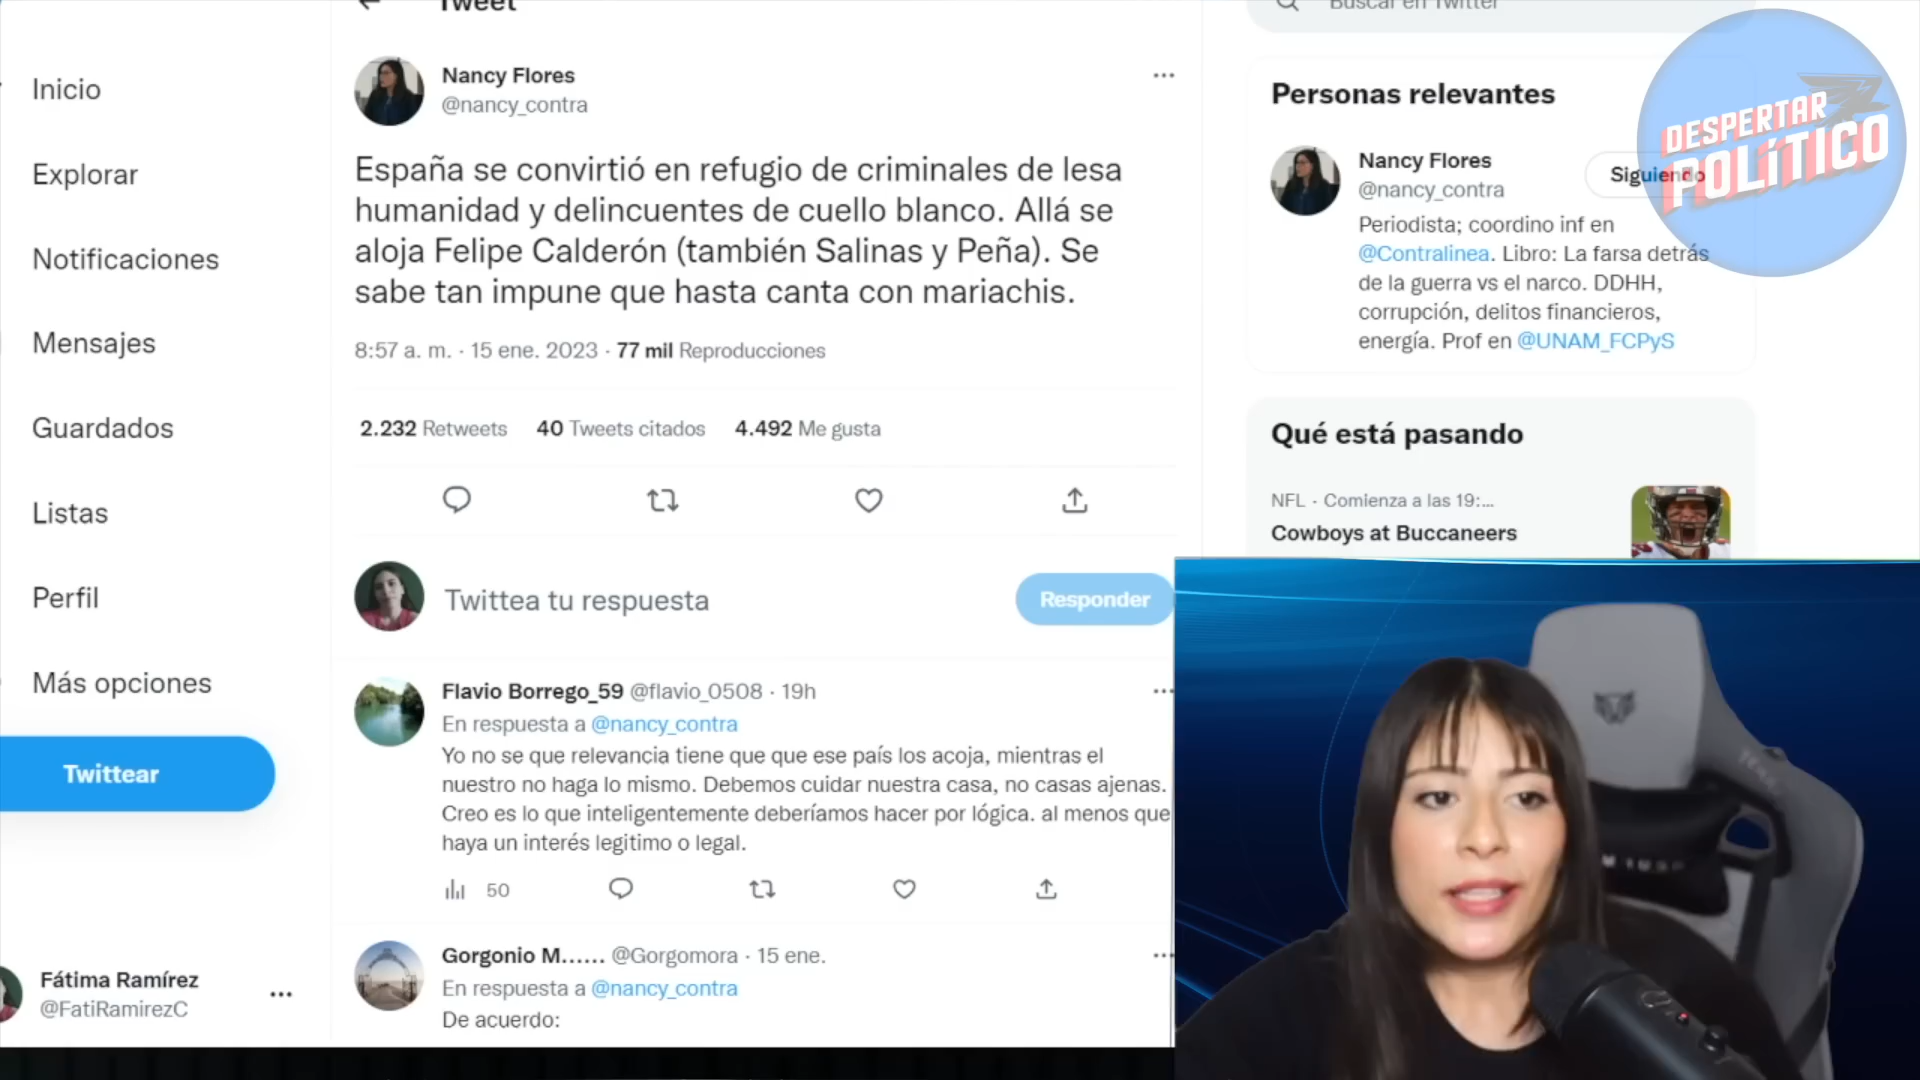 Tweet
Buscar en Twitter
Inicio
Explorar
Notificaciones
Mensajes
Guardados
Listas
Perfil
Más opciones
Twittear
Fátima Ramírez
@FatiRamirezC
Nancy Flores
@nancy_contra
España se convirtió en refugio de criminales de lesa
humanidad y delincuentes de cuello blanco. Allá se
aloja Felipe Calderón (también Salinas y Peña). Se
sabe tan impune que hasta canta con mariachis.
8:57 a. m. · 15 ene. 2023 · 77 mil Reproducciones
2.232 Retweets 40 Tweets citados 4.492 Me gusta
Twittea tu respuesta
Responder
Flavio Borrego_59 @flavio_0508 · 19h
En respuesta a @nancy_contra
Yo no se que relevancia tiene que que ese país los acoja, mientras el
nuestro no haga lo mismo. Debemos cuidar nuestra casa, no casas ajenas.
Creo es lo que inteligentemente deberíamos hacer por lógica. al menos que
haya un interés legitimo o legal.
50
Gorgonio M...... @Gorgomora · 15 ene.
En respuesta a @nancy_contra
De acuerdo:
Personas relevantes
Nancy Flores
@nancy_contra
Siguiendo
Periodista; coordino inf en
@Contralinea. Libro: La farsa detrás
de la guerra vs el narco. DDHH,
corrupción, delitos financieros,
energía. Prof en @UNAM_FCPyS
Qué está pasando
NFL · Comienza a las 19:...
Cowboys at Buccaneers
DESPERTAR
POLÍTICO